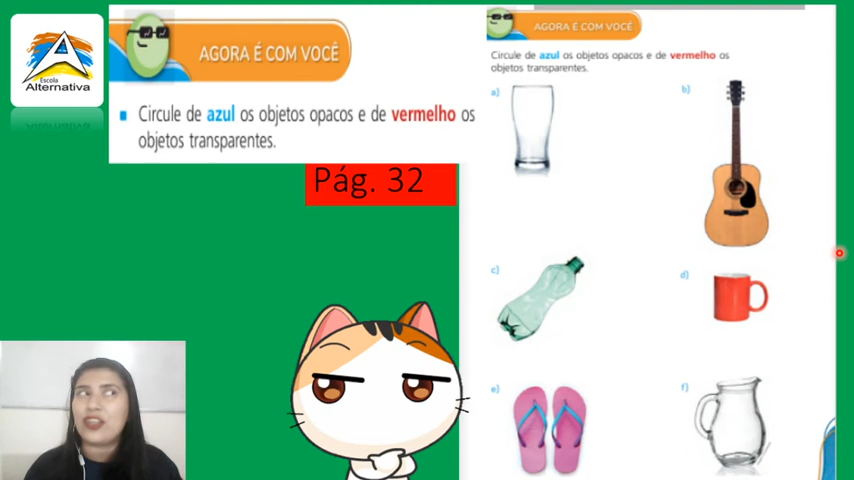 Escola
Alternativa
AGORA É COM VOCÊ
Circule de azul os objetos opacos e de vermelho os
objetos transparentes.
Pág. 32
AGORA É COM VOCÊ
Circule de azul os objetos opacos e de vermelho os
objetos transparentes.
a)
b)
c)
d)
e)
f)